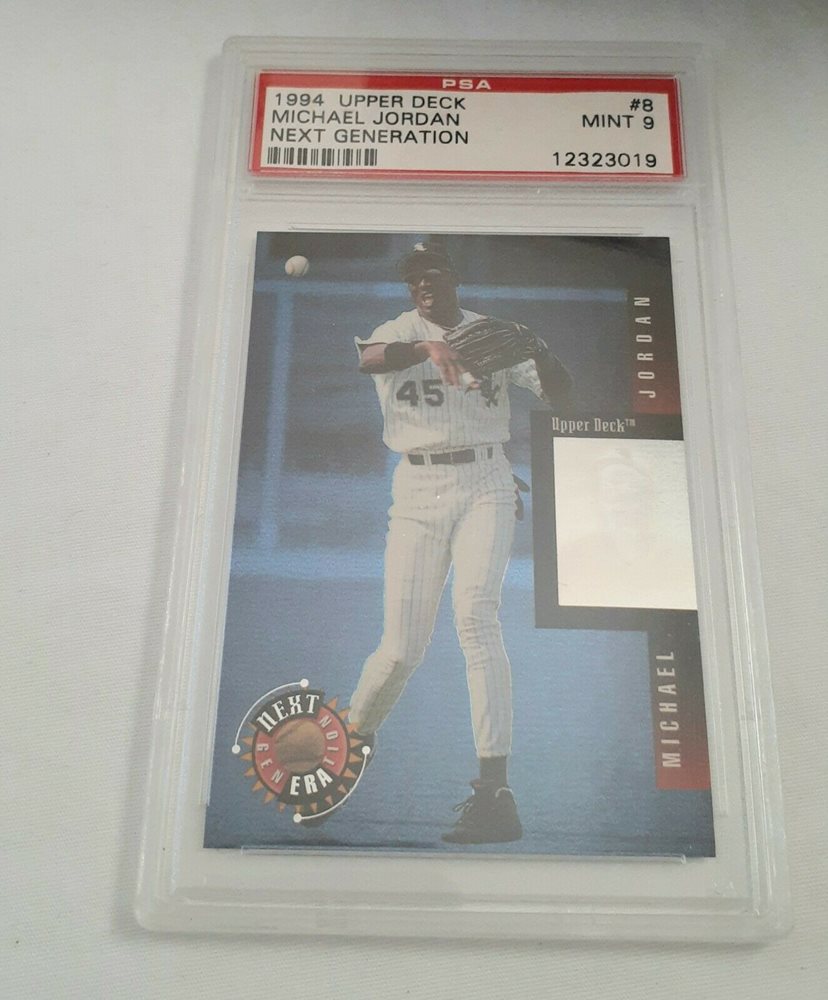 PSA
1994 UPPER DECK #8
MICHAEL JORDAN MINT 9
NEXT GENERATION
12323019
45
JORDAN
Upper Deck™
MICHAEL
NEXT
GENERATION